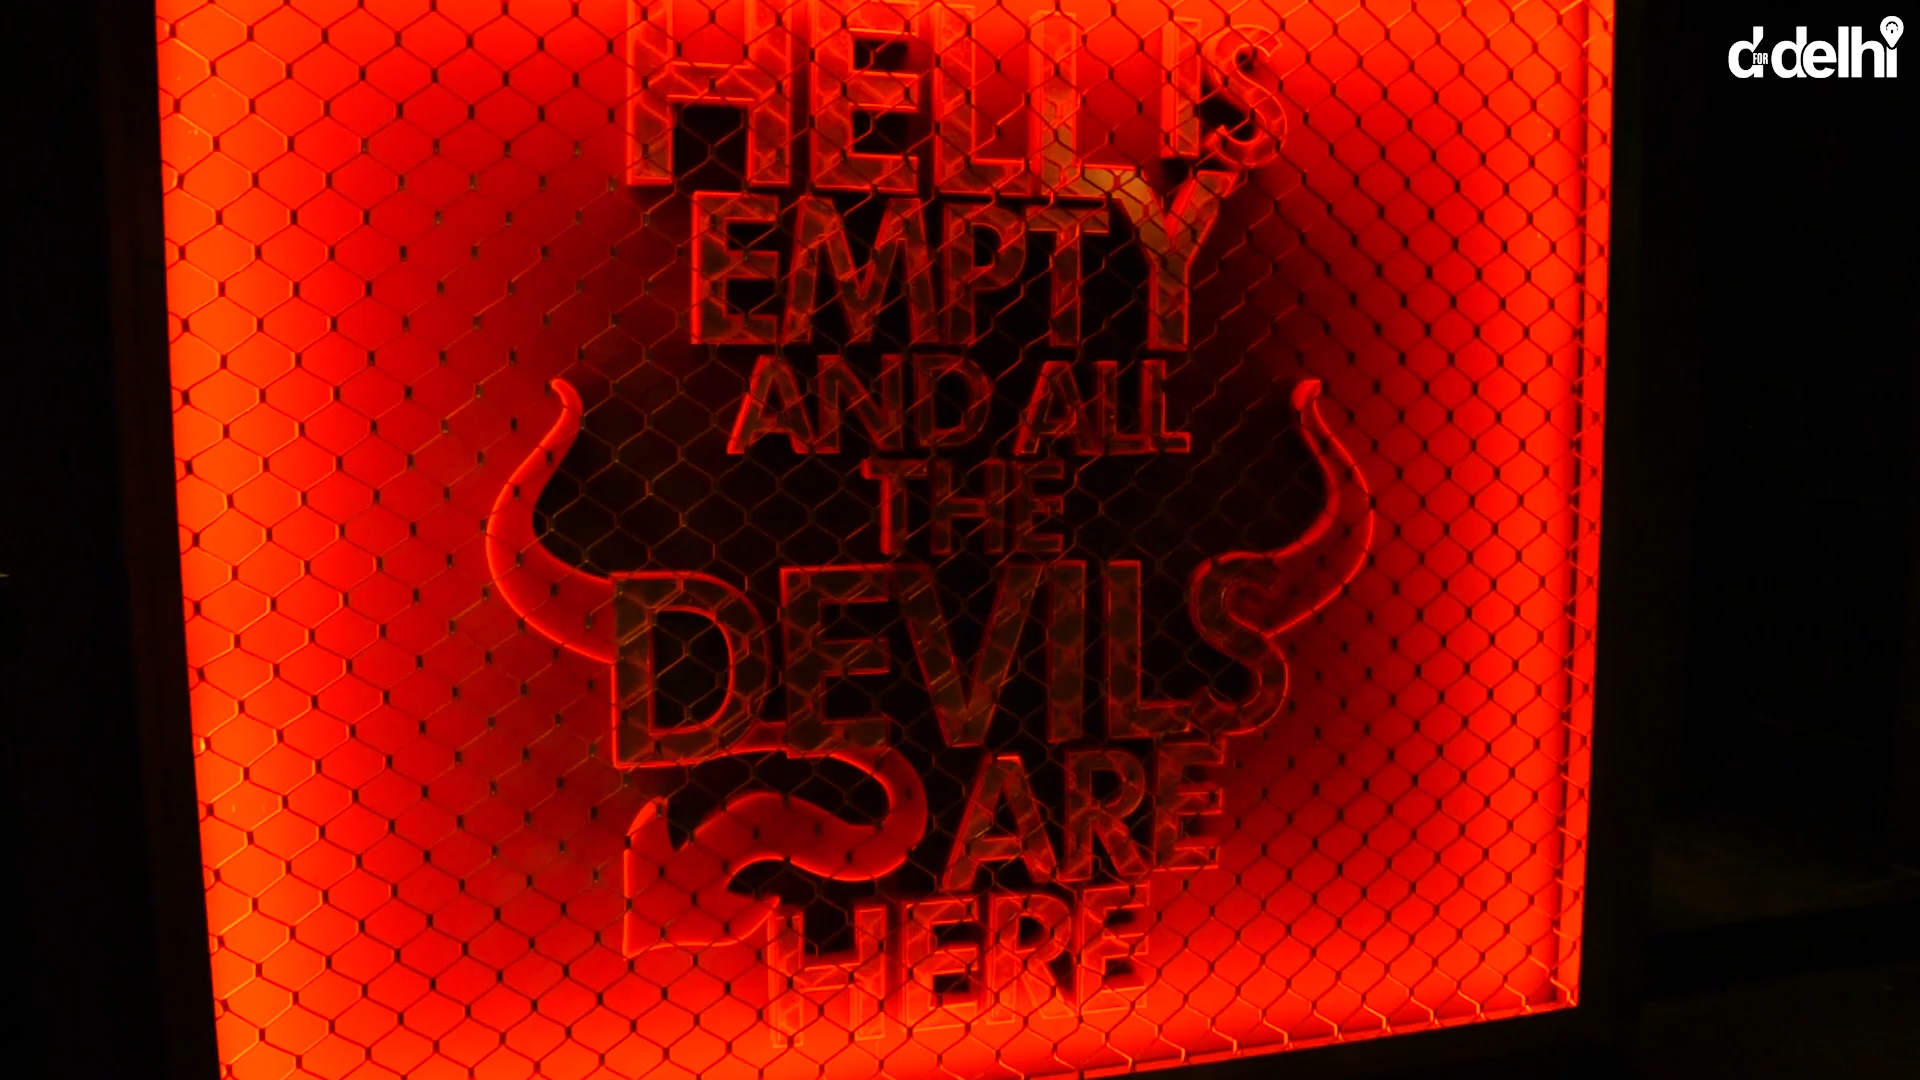 d FOR delhi
HELL IS
EMPTY
AND ALL
THE
DEVILS
ARE
HERE